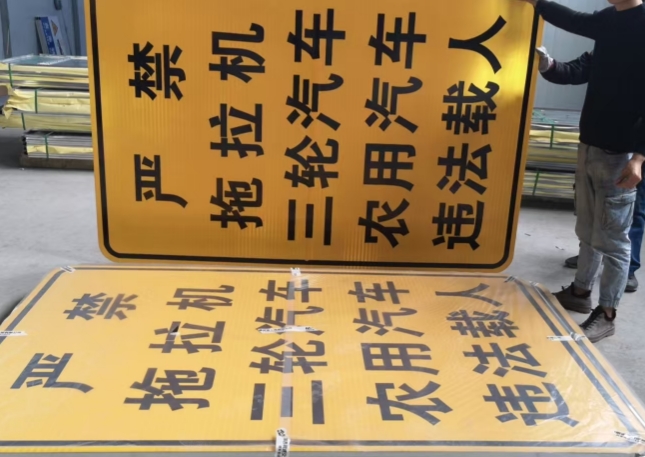 严禁
拖拉机
三轮汽车
农用汽车
违法载人
严禁
拖拉机
三轮汽车
农用汽车
违法载人